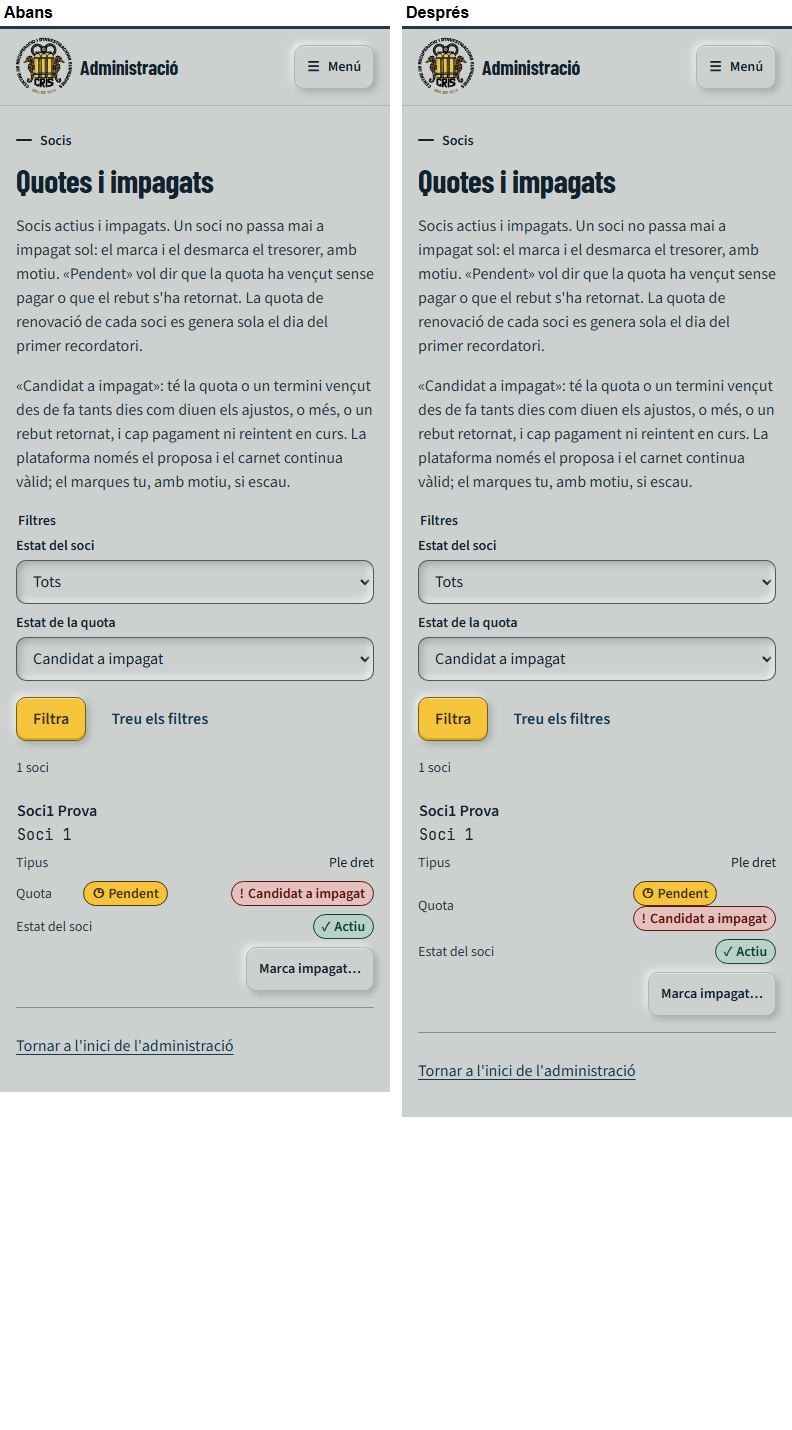 Abans
Administració
☰ Menú
— Socis
Quotes i impagats
Socis actius i impagats. Un soci no passa mai a
impagat sol: el marca i el desmarca el tresorer, amb
motiu. «Pendent» vol dir que la quota ha vençut sense
pagar o que el rebut s'ha retornat. La quota de
renovació de cada soci es genera sola el dia del
primer recordatori.
«Candidat a impagat»: té la quota o un termini vençut
des de fa tants dies com diuen els ajustos, o més, o un
rebut retornat, i cap pagament ni reintent en curs. La
plataforma només el proposa i el carnet continua
vàlid; el marques tu, amb motiu, si escau.
Filtres
Estat del soci
Tots
Estat de la quota
Candidat a impagat
Filtra
Treu els filtres
1 soci
Soci1 Prova
Soci 1
Tipus
Ple dret
Quota
Pendent
! Candidat a impagat
Estat del soci
✓ Actiu
Marca impagat…
Tornar a l'inici de l'administració
Després
Administració
☰ Menú
— Socis
Quotes i impagats
Socis actius i impagats. Un soci no passa mai a
impagat sol: el marca i el desmarca el tresorer, amb
motiu. «Pendent» vol dir que la quota ha vençut sense
pagar o que el rebut s'ha retornat. La quota de
renovació de cada soci es genera sola el dia del
primer recordatori.
«Candidat a impagat»: té la quota o un termini vençut
des de fa tants dies com diuen els ajustos, o més, o un
rebut retornat, i cap pagament ni reintent en curs. La
plataforma només el proposa i el carnet continua
vàlid; el marques tu, amb motiu, si escau.
Filtres
Estat del soci
Tots
Estat de la quota
Candidat a impagat
Filtra
Treu els filtres
1 soci
Soci1 Prova
Soci 1
Tipus
Ple dret
Quota
Pendent
! Candidat a impagat
Estat del soci
✓ Actiu
Marca impagat…
Tornar a l'inici de l'administració